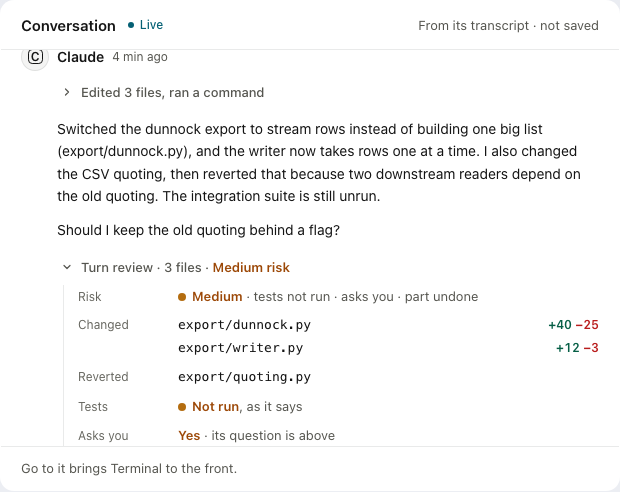 Conversation • Live From its transcript · not saved
C Claude 4 min ago
Edited 3 files, ran a command
Switched the dunnock export to stream rows instead of building one big list
(export/dunnock.py), and the writer now takes rows one at a time. I also changed
the CSV quoting, then reverted that because two downstream readers depend on
the old quoting. The integration suite is still unrun.
Should I keep the old quoting behind a flag?
Turn review · 3 files · Medium risk
Risk Medium · tests not run · asks you · part undone
Changed export/dunnock.py +40 −25
export/writer.py +12 −3
Reverted export/quoting.py
Tests Not run, as it says
Asks you Yes · its question is above
Go to it brings Terminal to the front.